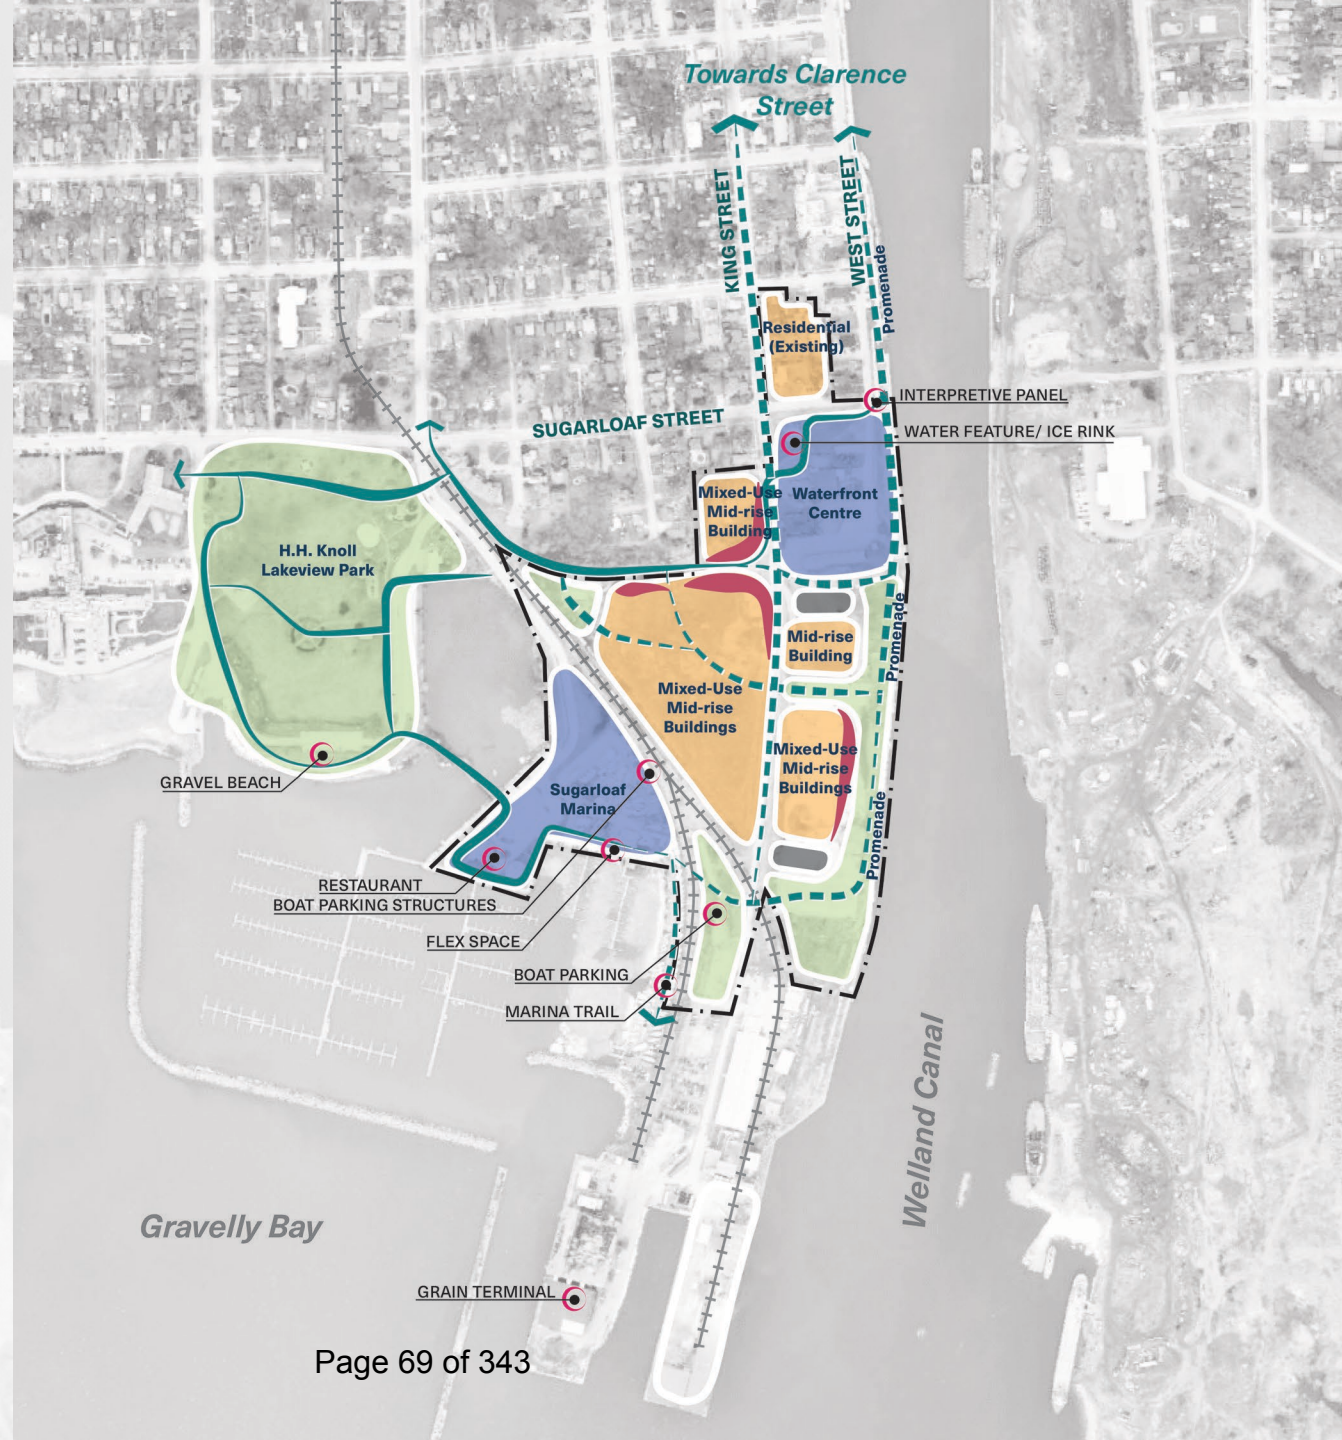 Towards Clarence
Street
KING STREET
WEST STREET
Promenade
Residential
(Existing)
INTERPRETIVE PANEL
SUGARLOAF STREET
WATER FEATURE/ ICE RINK
Mixed-Use
Mid-rise
Building
Waterfront
Centre
H.H. Knoll
Lakeview Park
Promenade
Mid-rise
Building
Mixed-Use
Mid-rise
Buildings
Mixed-Use
Mid-rise
Buildings
GRAVEL BEACH
Sugarloaf
Marina
Promenade
RESTAURANT
BOAT PARKING STRUCTURES
FLEX SPACE
BOAT PARKING
MARINA TRAIL
Welland Canal
Gravelly Bay
GRAIN TERMINAL
Page 69 of 343